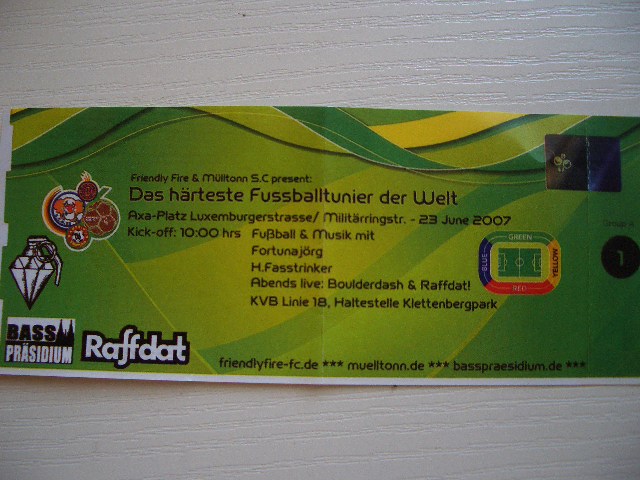 Friendly Fire & Mülltonn S.C present:
Das härteste Fussballtunier der Welt
Axa-Platz Luxemburgerstrasse/ Militärringstr. - 23 June 2007
Kick-off: 10:00 hrs Fußball & Musik mit
Fortunajörg
H.Fasstrinker
Abends live: Boulderdash & Raffdat!
KVB Linie 18, Haltestelle Klettenbergpark
GREEN
BLUE
YELLOW
RED
1
BASS
PRÄSIDIUM
Raffdat
friendlyfire-fc.de *** muelltonn.de *** basspraesidium.de ***